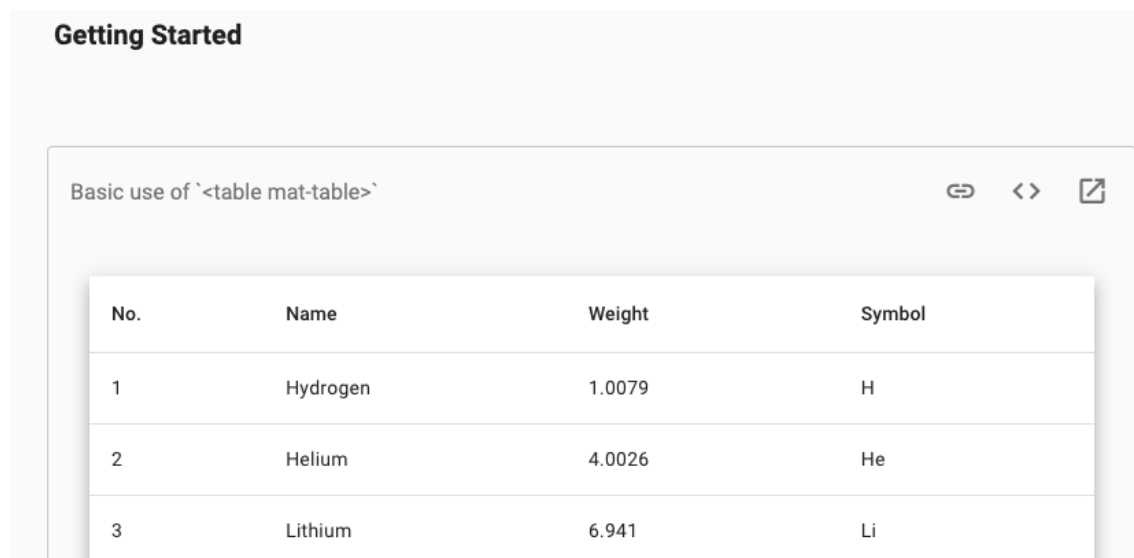 Getting Started
Basic use of `<table mat-table>`
No. Name Weight Symbol
1 Hydrogen 1.0079 H
2 Helium 4.0026 He
3 Lithium 6.941 Li